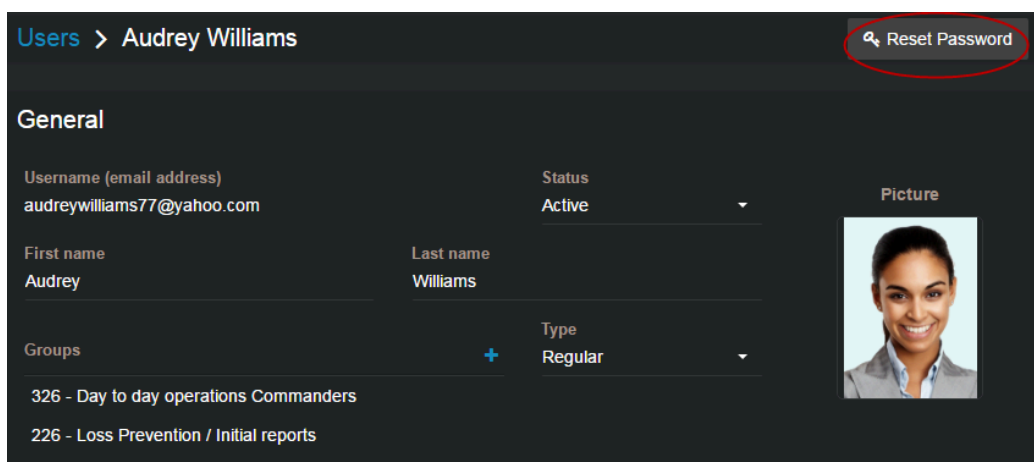 Users > Audrey Williams
Reset Password
General
Username (email address)
audreywilliams77@yahoo.com
Status
Active
Picture
First name
Audrey
Last name
Williams
Groups
+
Type
Regular
326 - Day to day operations Commanders
226 - Loss Prevention / Initial reports